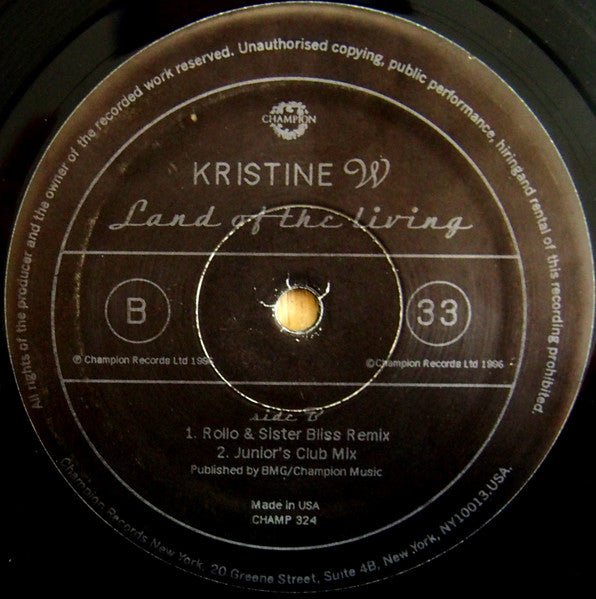 All rights of the producer and the owner of the recorded work reserved. Unauthorised copying, public performance, hiringand rental of this recording prohibited.
CHAMPION
KRISTINE W
Land of the living
B
33
℗ Champion Records Ltd 1996
© Champion Records Ltd 1996
side B
1. Rollo & Sister Bliss Remix
2. Junior's Club Mix
Published by BMG/Champion Music
Made in USA
CHAMP 324
Champion Records New York, 20 Greene Street, Suite 4B, New York, NY10013,USA.